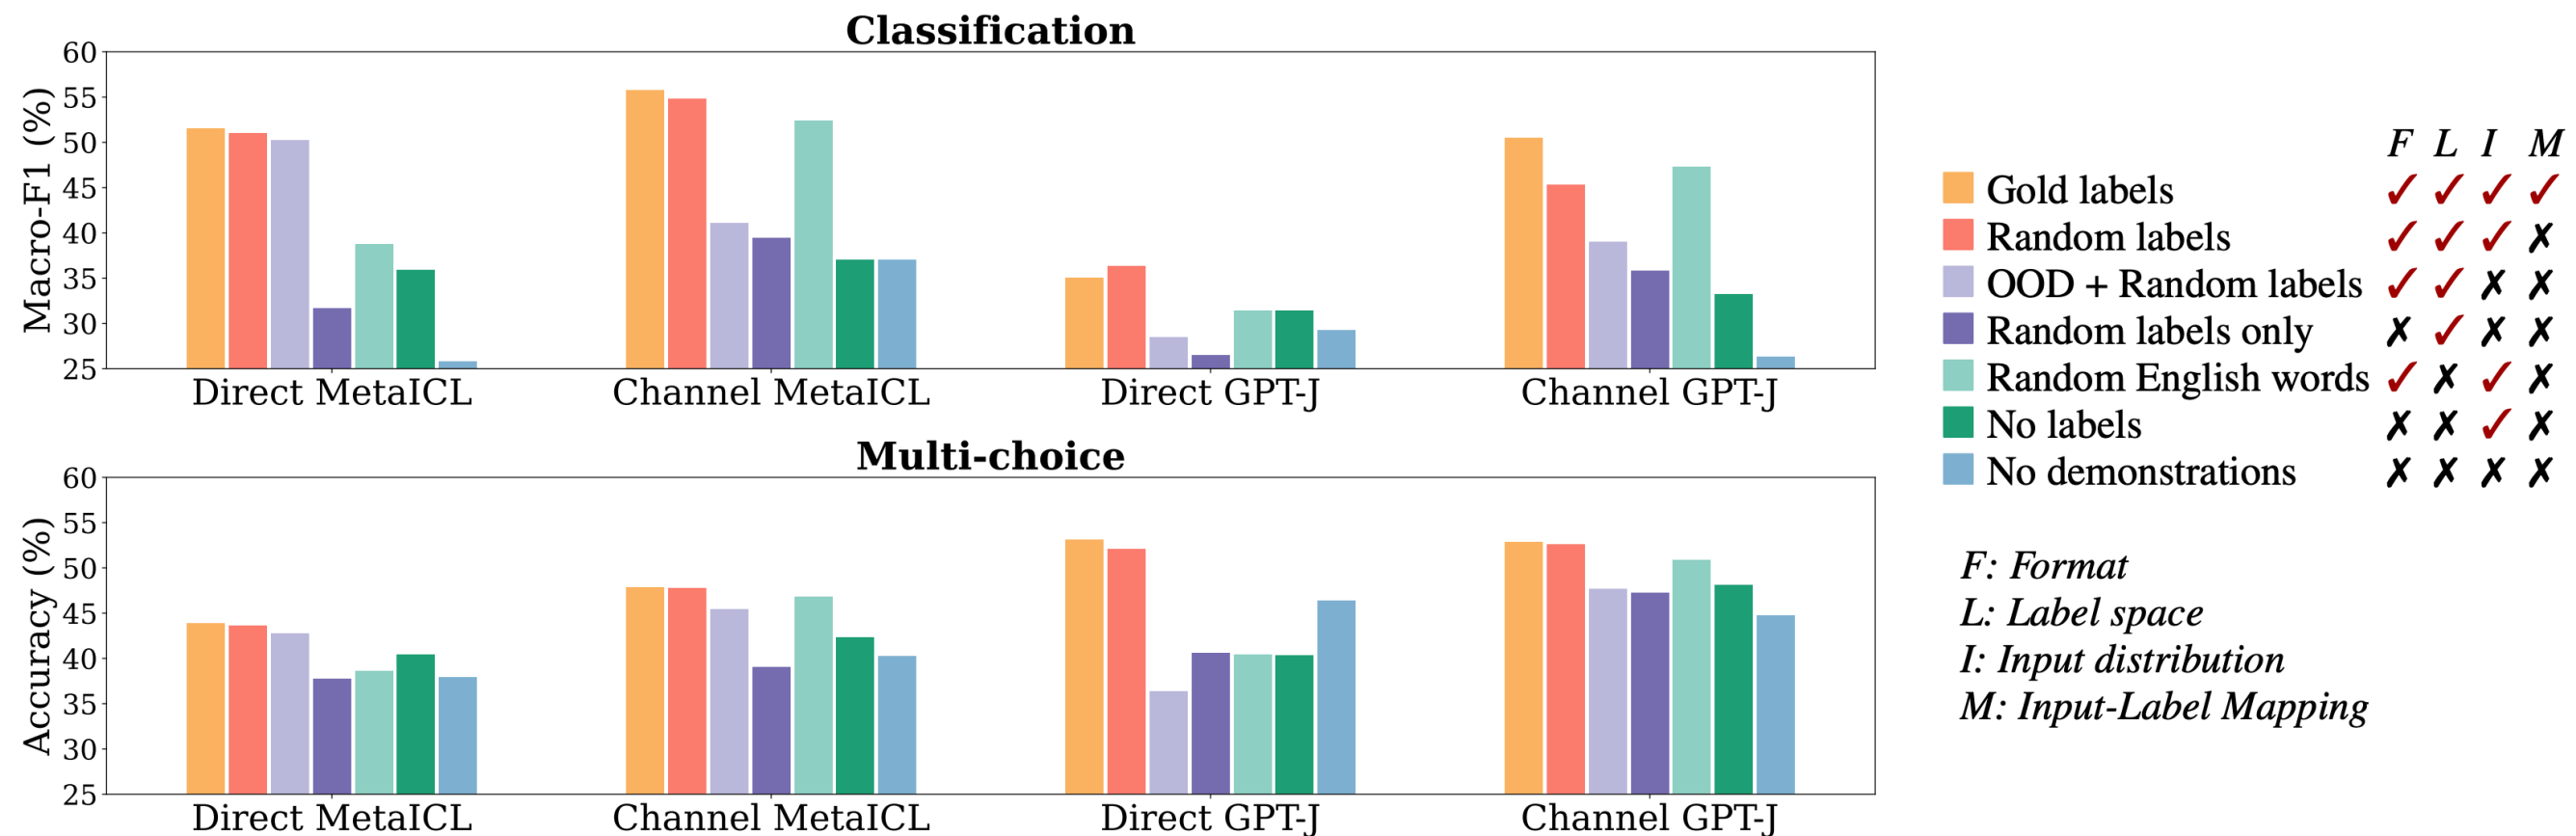 Classification
Macro-F1 (%)
60
55
50
45
40
35
30
25
Direct MetaICL
Channel MetaICL
Direct GPT-J
Channel GPT-J
Multi-choice
Accuracy (%)
60
55
50
45
40
35
30
25
Direct MetaICL
Channel MetaICL
Direct GPT-J
Channel GPT-J
F L I M
Gold labels ✓ ✓ ✓ ✓
Random labels ✓ ✓ ✓ ✗
OOD + Random labels ✓ ✓ ✗ ✗
Random labels only ✗ ✓ ✗ ✗
Random English words ✓ ✗ ✓ ✗
No labels ✗ ✗ ✓ ✗
No demonstrations ✗ ✗ ✗ ✗
F: Format
L: Label space
I: Input distribution
M: Input-Label Mapping